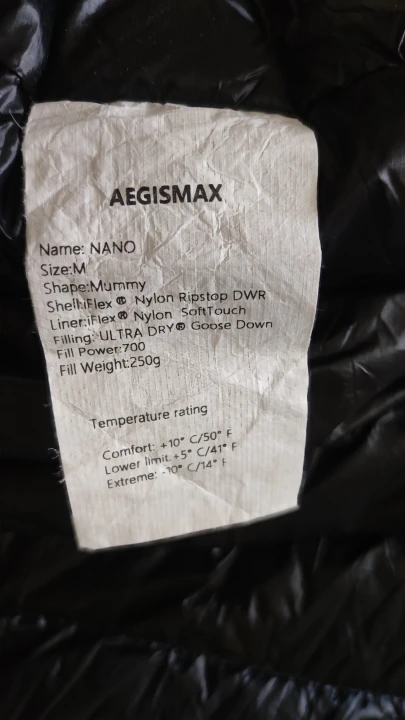 AEGISMAX
Name: NANO
Size:M
Shape:Mummy
Shell:iFlex® Nylon Ripstop DWR
Liner:iFlex® Nylon SoftTouch
Filling: ULTRA DRY® Goose Down
Fill Power:700
Fill Weight:250g
Temperature rating
Comfort: +10° C/50° F
Lower limit:+5° C/41° F
Extreme: -10° C/14° F